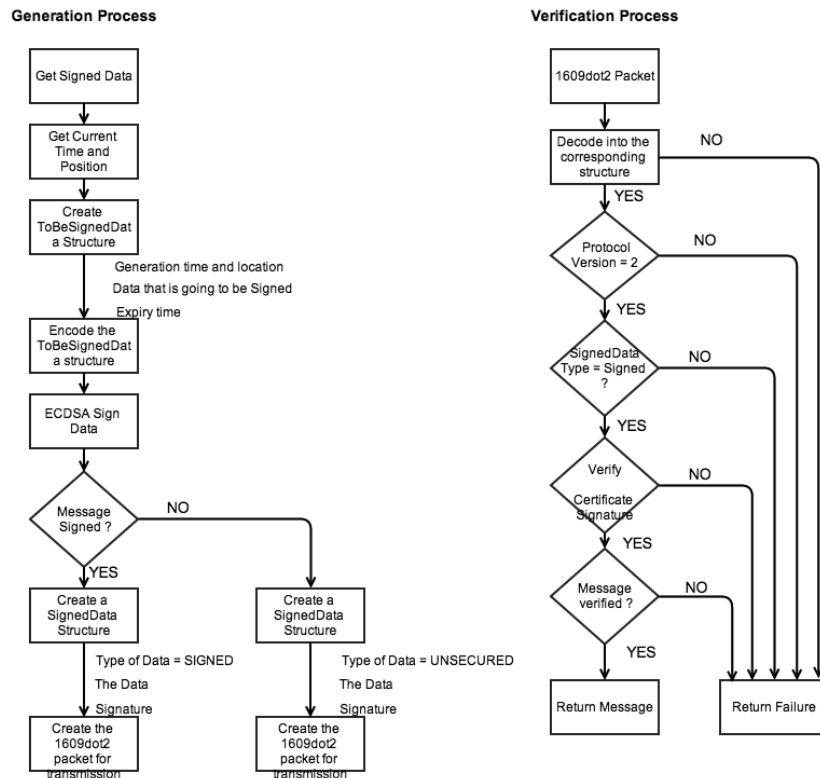 Generation Process
Get Signed Data
Get Current
Time and
Position
Create
ToBeSignedDat
a Structure
Generation time and location
Data that is going to be Signed
Expiry time
Encode the
ToBeSignedDat
a structure
ECDSA Sign
Data
Message
Signed ?
NO
YES
Create a
SignedData
Structure
Type of Data = SIGNED
The Data
Signature
Create the
1609dot2
packet for
transmission
Create a
SignedData
Structure
Type of Data = UNSECURED
The Data
Signature
Create the
1609dot2
packet for
transmission
Verification Process
1609dot2 Packet
Decode into the
corresponding
structure
NO
YES
Protocol
Version = 2
NO
YES
SignedData
Type = Signed
?
NO
YES
Verify
Certificate
Signature
NO
YES
Message
verified ?
NO
YES
Return Message
Return Failure